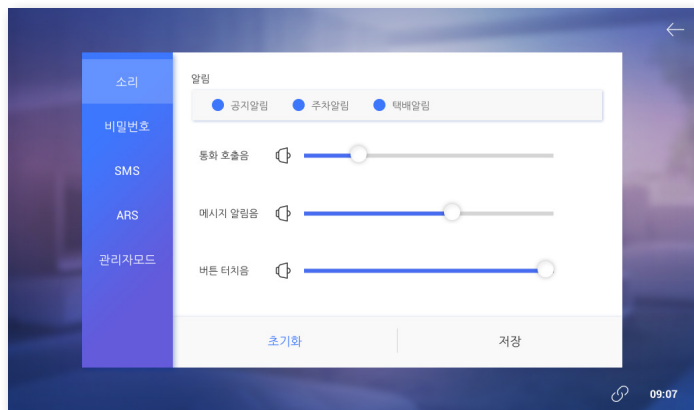 소리
비밀번호
SMS
ARS
관리자모드
알림
공지알림 주차알림 택배알림
통화 호출음
메시지 알림음
버튼 터치음
초기화 저장
09:07